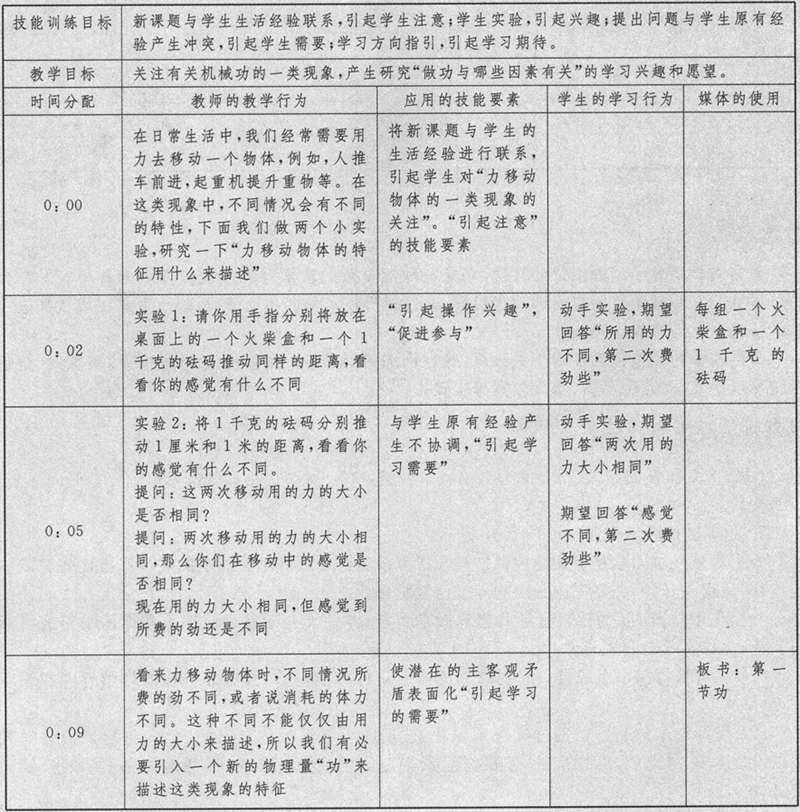 技能训练目标
新课题与学生生活经验联系,引起学生注意;学生实验,引起兴趣;提出问题与学生原有经
验产生冲突,引起学生需要;学习方向指引,引起学习期待。
教学目标
关注有关机械功的一类现象,产生研究“做功与哪些因素有关”的学习兴趣和愿望。
时间分配
教师的教学行为
应用的技能要素
学生的学习行为
媒体的使用
0:00
在日常生活中,我们经常需要用
力去移动一个物体,例如,人推
车前进,起重机提升重物等。在
这类现象中,不同情况会有不同
的特性,下面我们做两个小实
验,研究一下“力移动物体的特
征用什么来描述”
将新课题与学生的
生活经验进行联系,
引起学生对“力移动
物体的一类现象的
关注”。“引起注意”
的技能要素
0:02
实验1:请你用手指分别将放在
桌面上的一个火柴盒和一个1
千克的砝码推动同样的距离,看
看你的感觉有什么不同
“引起操作兴趣”,
“促进参与”
动手实验,期望
回答“所用的力
不同,第二次费
劲些”
每组一个火
柴盒和一个
1千克的
砝码
0:05
实验2:将1千克的砝码分别推
动1厘米和1米的距离,看看你
的感觉有什么不同。
提问:这两次移动用的力的大小
是否相同?
提问:两次移动用的力的大小相
同,那么你们在移动中的感觉是
否相同?
现在用的力大小相同,但感觉到
所费的劲还是不同
与学生原有经验产
生不协调,“引起学
习需要”
动手实验,期望
回答“两次用的
力大小相同”
期望回答“感觉
不同,第二次费
劲些”
0:09
看来力移动物体时,不同情况所
费的劲不同,或者说消耗的体力
不同。这种不同不能仅仅由用
力的大小来描述,所以我们有必
要引入一个新的物理量“功”来
描述这类现象的特征
使潜在的主客观矛
盾表面化“引起学习
的需要”
板书:第一
节功